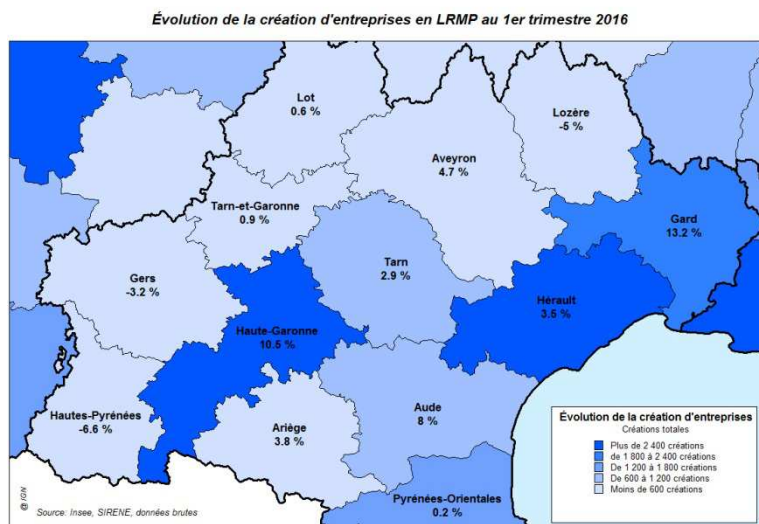 Évolution de la création d'entreprises en LRMP au 1er trimestre 2016
Lot
0.6 %
Lozère
-5 %
Aveyron
4.7 %
Tarn-et-Garonne
0.9 %
Gard
13.2 %
Tarn
2.9 %
Gers
-3.2 %
Hérault
3.5 %
Haute-Garonne
10.5 %
Hautes-Pyrénées
-6.6 %
Aude
8 %
Ariège
3.8 %
Pyrénées-Orientales
0.2 %
Évolution de la création d'entreprises
Créations totales
Plus de 2 400 créations
de 1 800 à 2 400 créations
De 1 200 à 1 800 créations
De 600 à 1 200 créations
Moins de 600 créations
@ IGN
Source: Insee, SIRENE, données brutes